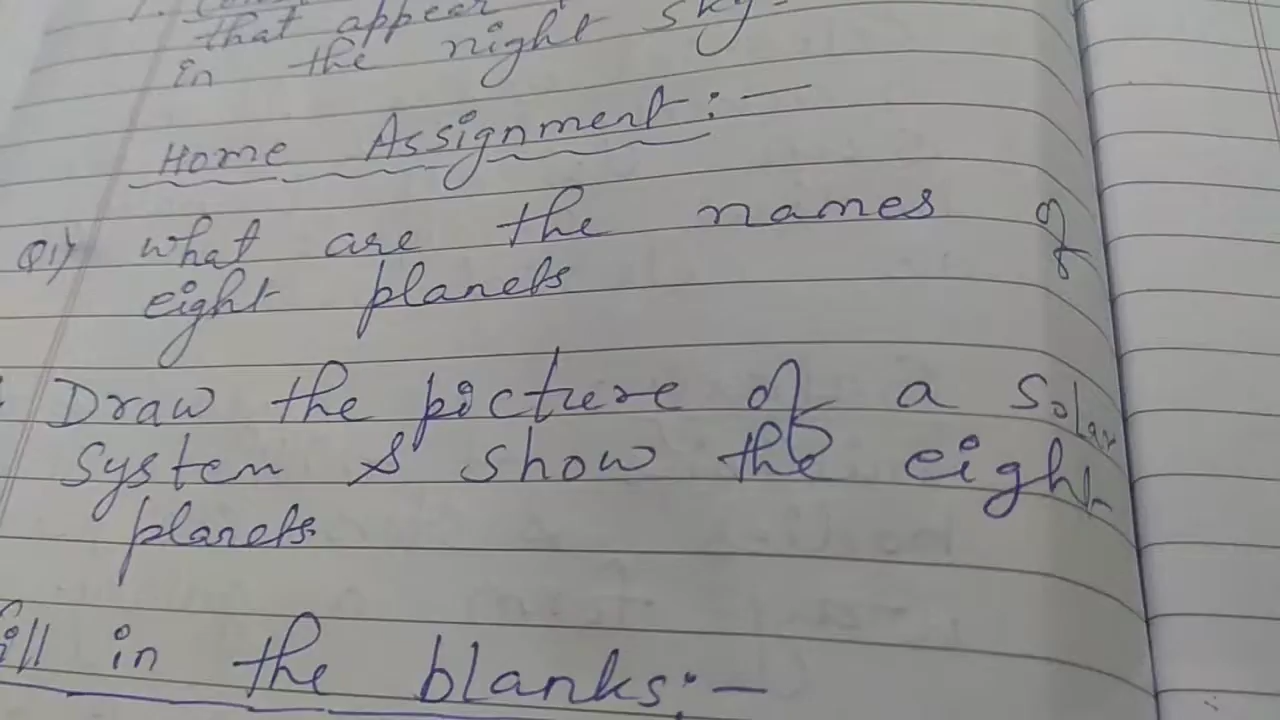 that appear
in the night sky.
Home Assignment:-
Q1) What are the names of
eight planets
Draw the picture of a Solar
System & show the eight
planets.
fill in the blanks:-